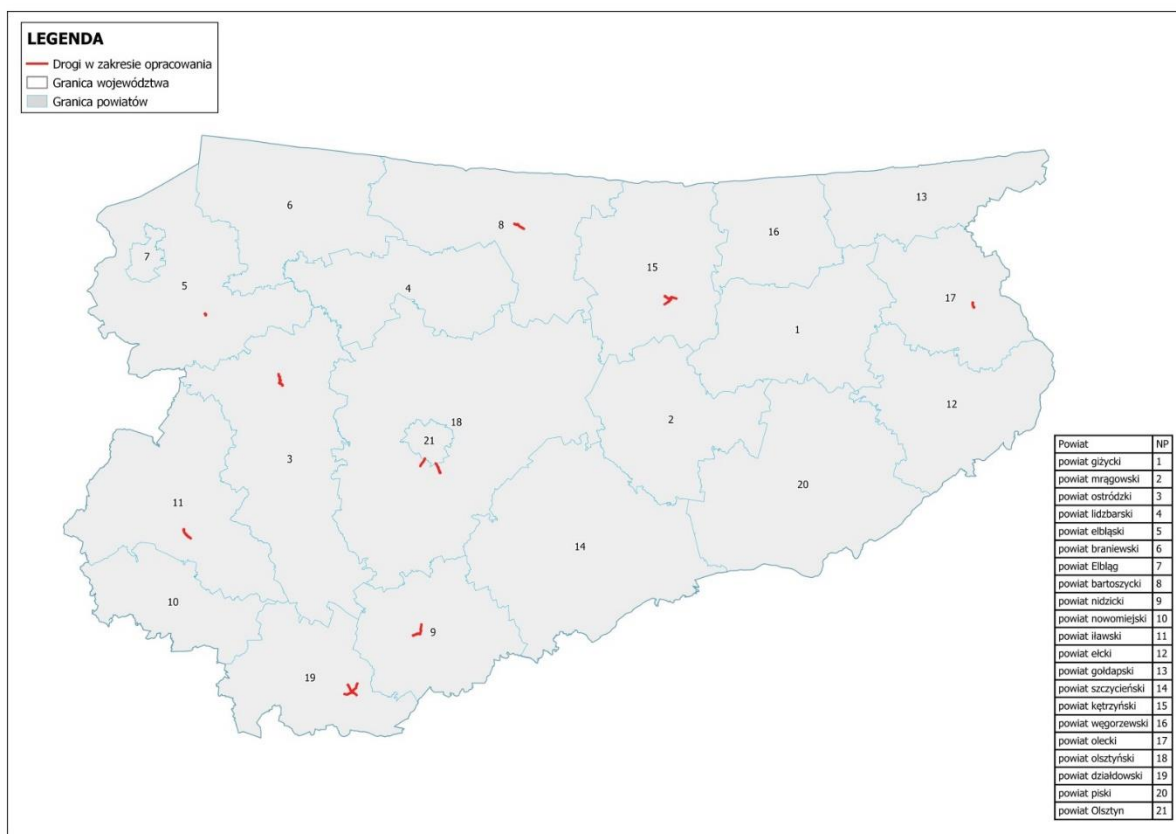 LEGENDA
Drogi w zakresie opracowania
Granica województwa
Granica powiatów
13
6
8
16
7
15
4
5
17
1
12
2
18
21
3
20
11
14
10
9
19
Powiat NP
powiat giżycki 1
powiat mrągowski 2
powiat ostródzki 3
powiat lidzbarski 4
powiat elbląski 5
powiat braniewski 6
powiat Elbląg 7
powiat bartoszycki 8
powiat nidzicki 9
powiat nowomiejski 10
powiat iławski 11
powiat ełcki 12
powiat gołdapski 13
powiat szczycieński 14
powiat kętrzyński 15
powiat węgorzewski 16
powiat olecki 17
powiat olsztyński 18
powiat działdowski 19
powiat piski 20
powiat Olsztyn 21